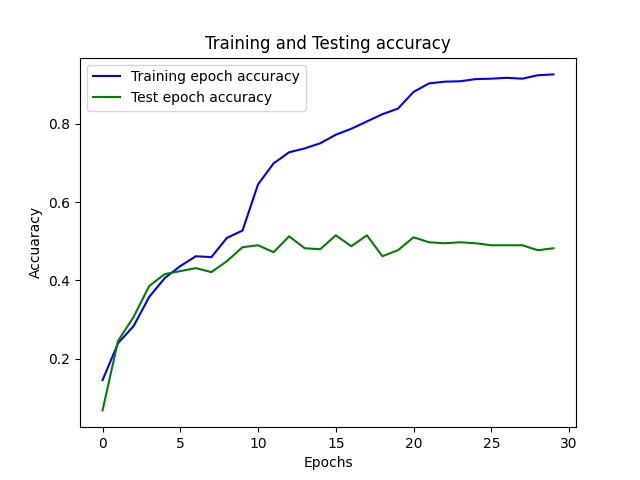 Training and Testing accuracy
Training epoch accuracy
Test epoch accuracy
Accuaracy
0.8
0.6
0.4
0.2
0 5 10 15 20 25 30
Epochs